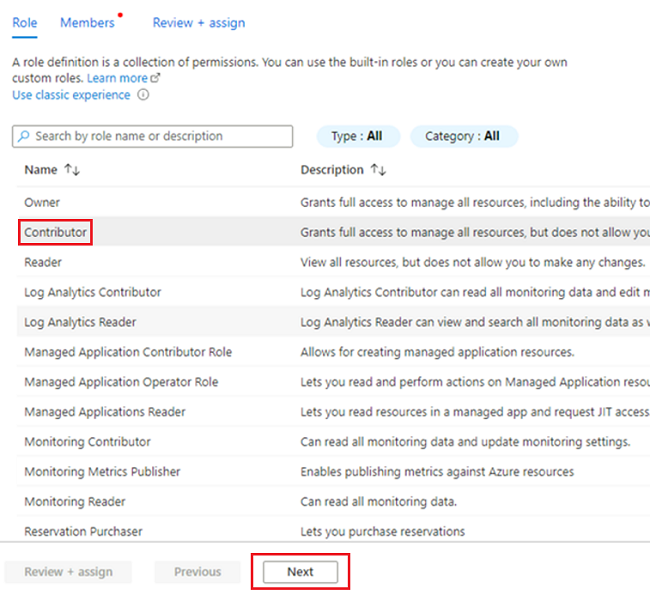 Role Members Review + assign
A role definition is a collection of permissions. You can use the built-in roles or you can create your own
custom roles. Learn more
Use classic experience
Search by role name or description Type : All Category : All
Name Description
Owner Grants full access to manage all resources, including the ability to
Contributor Grants full access to manage all resources, but does not allow you
Reader View all resources, but does not allow you to make any changes.
Log Analytics Contributor Log Analytics Contributor can read all monitoring data and edit m
Log Analytics Reader Log Analytics Reader can view and search all monitoring data as w
Managed Application Contributor Role Allows for creating managed application resources.
Managed Application Operator Role Lets you read and perform actions on Managed Application resou
Managed Applications Reader Lets you read resources in a managed app and request JIT access
Monitoring Contributor Can read all monitoring data and update monitoring settings.
Monitoring Metrics Publisher Enables publishing metrics against Azure resources
Monitoring Reader Can read all monitoring data.
Reservation Purchaser Lets you purchase reservations
Review + assign Previous Next